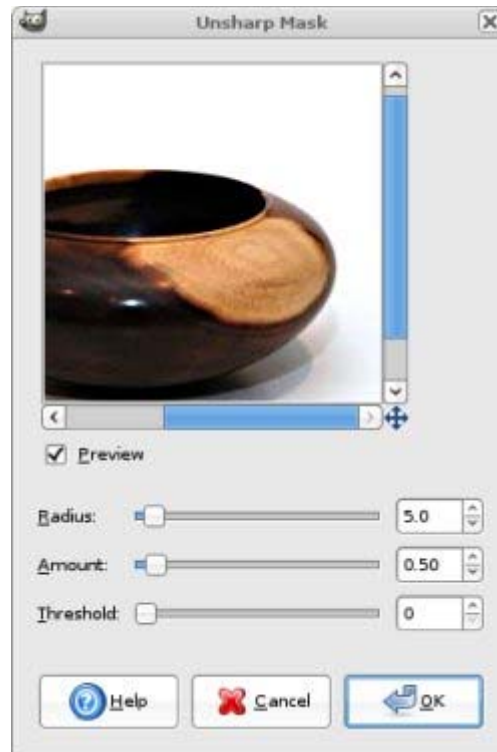 Unsharp Mask
Preview
Radius: 5.0
Amount: 0.50
Threshold: 0
Help Cancel OK